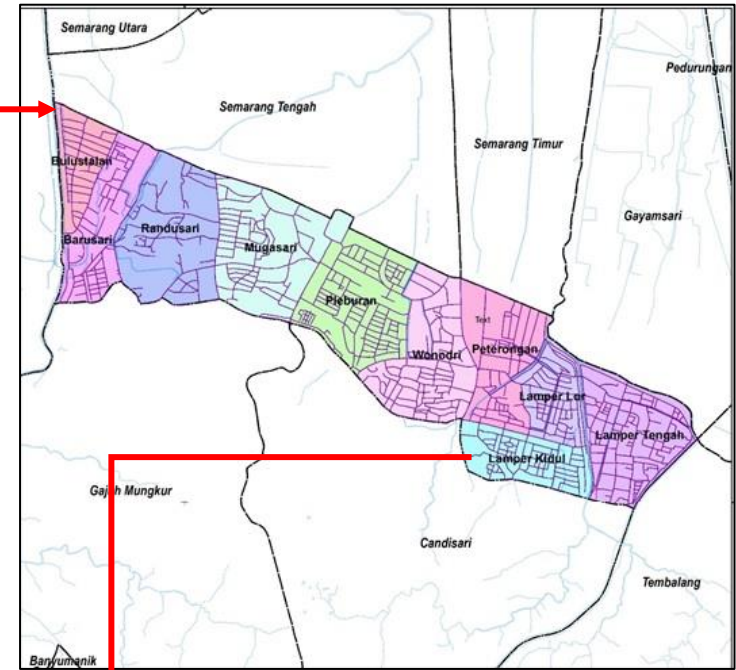 Semarang Utara
Pedurungan
Semarang Tengah
Semarang Timur
Bulustalan
Gayamsari
Randusari
Barusari
Mugasari
Pleburan
Text
Peterongan
Wonodri
Lamper Lor
Lamper Tengah
Lamper Kidul
Gajah Mungkur
Candisari
Tembalang
Banyumanik